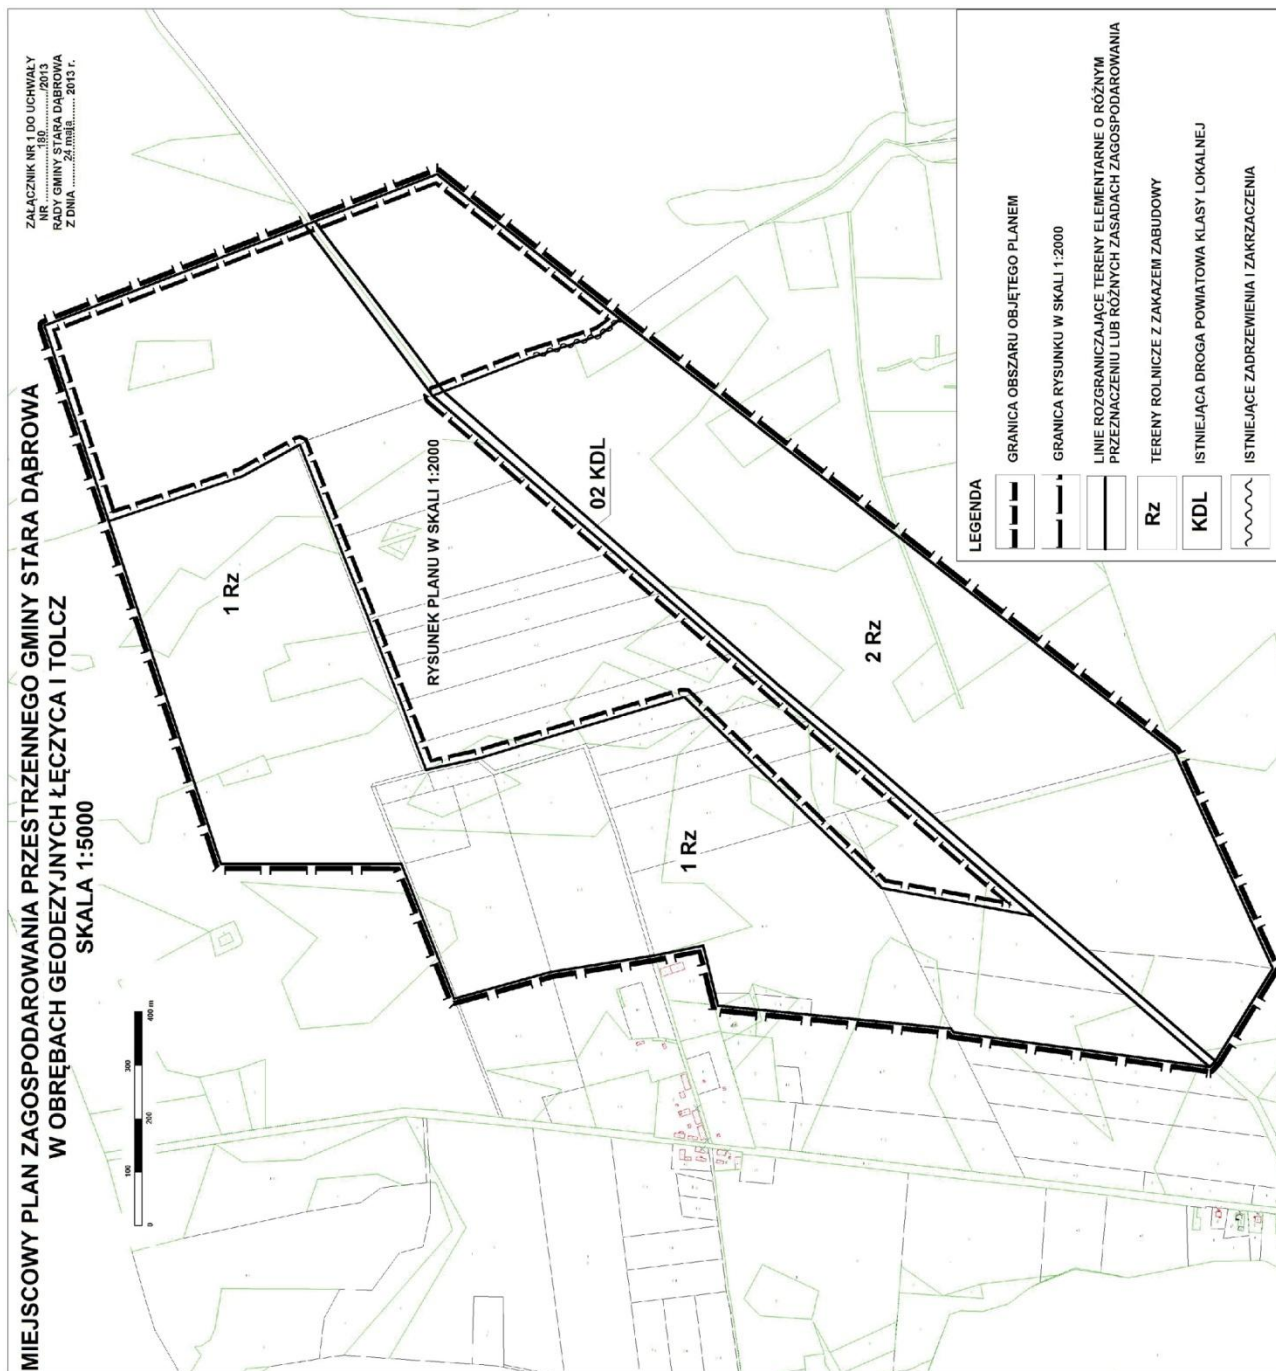 MIEJSCOWY PLAN ZAGOSPODAROWANIA PRZESTRZENNEGO GMINY STARA DĄBROWA
W OBRĘBACH GEODEZYJNYCH ŁĘCZYCA I TOLCZ
SKALA 1:5000
ZAŁĄCZNIK NR 1 DO UCHWAŁY
NR ..........180............./2013
RADY GMINY STARA DĄBROWA
Z DNIA ..........24 maja.......... 2013 r.
0 100 200 300 400 m
1 Rz
RYSUNEK PLANU W SKALI 1:2000
02 KDL
1 Rz
2 Rz
LEGENDA
GRANICA OBSZARU OBJĘTEGO PLANEM
GRANICA RYSUNKU W SKALI 1:2000
LINIE ROZGRANICZAJĄCE TERENY ELEMENTARNE O RÓŻNYM
PRZEZNACZENIU LUB RÓŻNYCH ZASADACH ZAGOSPODAROWANIA
Rz TERENY ROLNICZE Z ZAKAZEM ZABUDOWY
KDL ISTNIEJĄCA DROGA POWIATOWA KLASY LOKALNEJ
ISTNIEJĄCE ZADRZEWIENIA I ZAKRZACZENIA